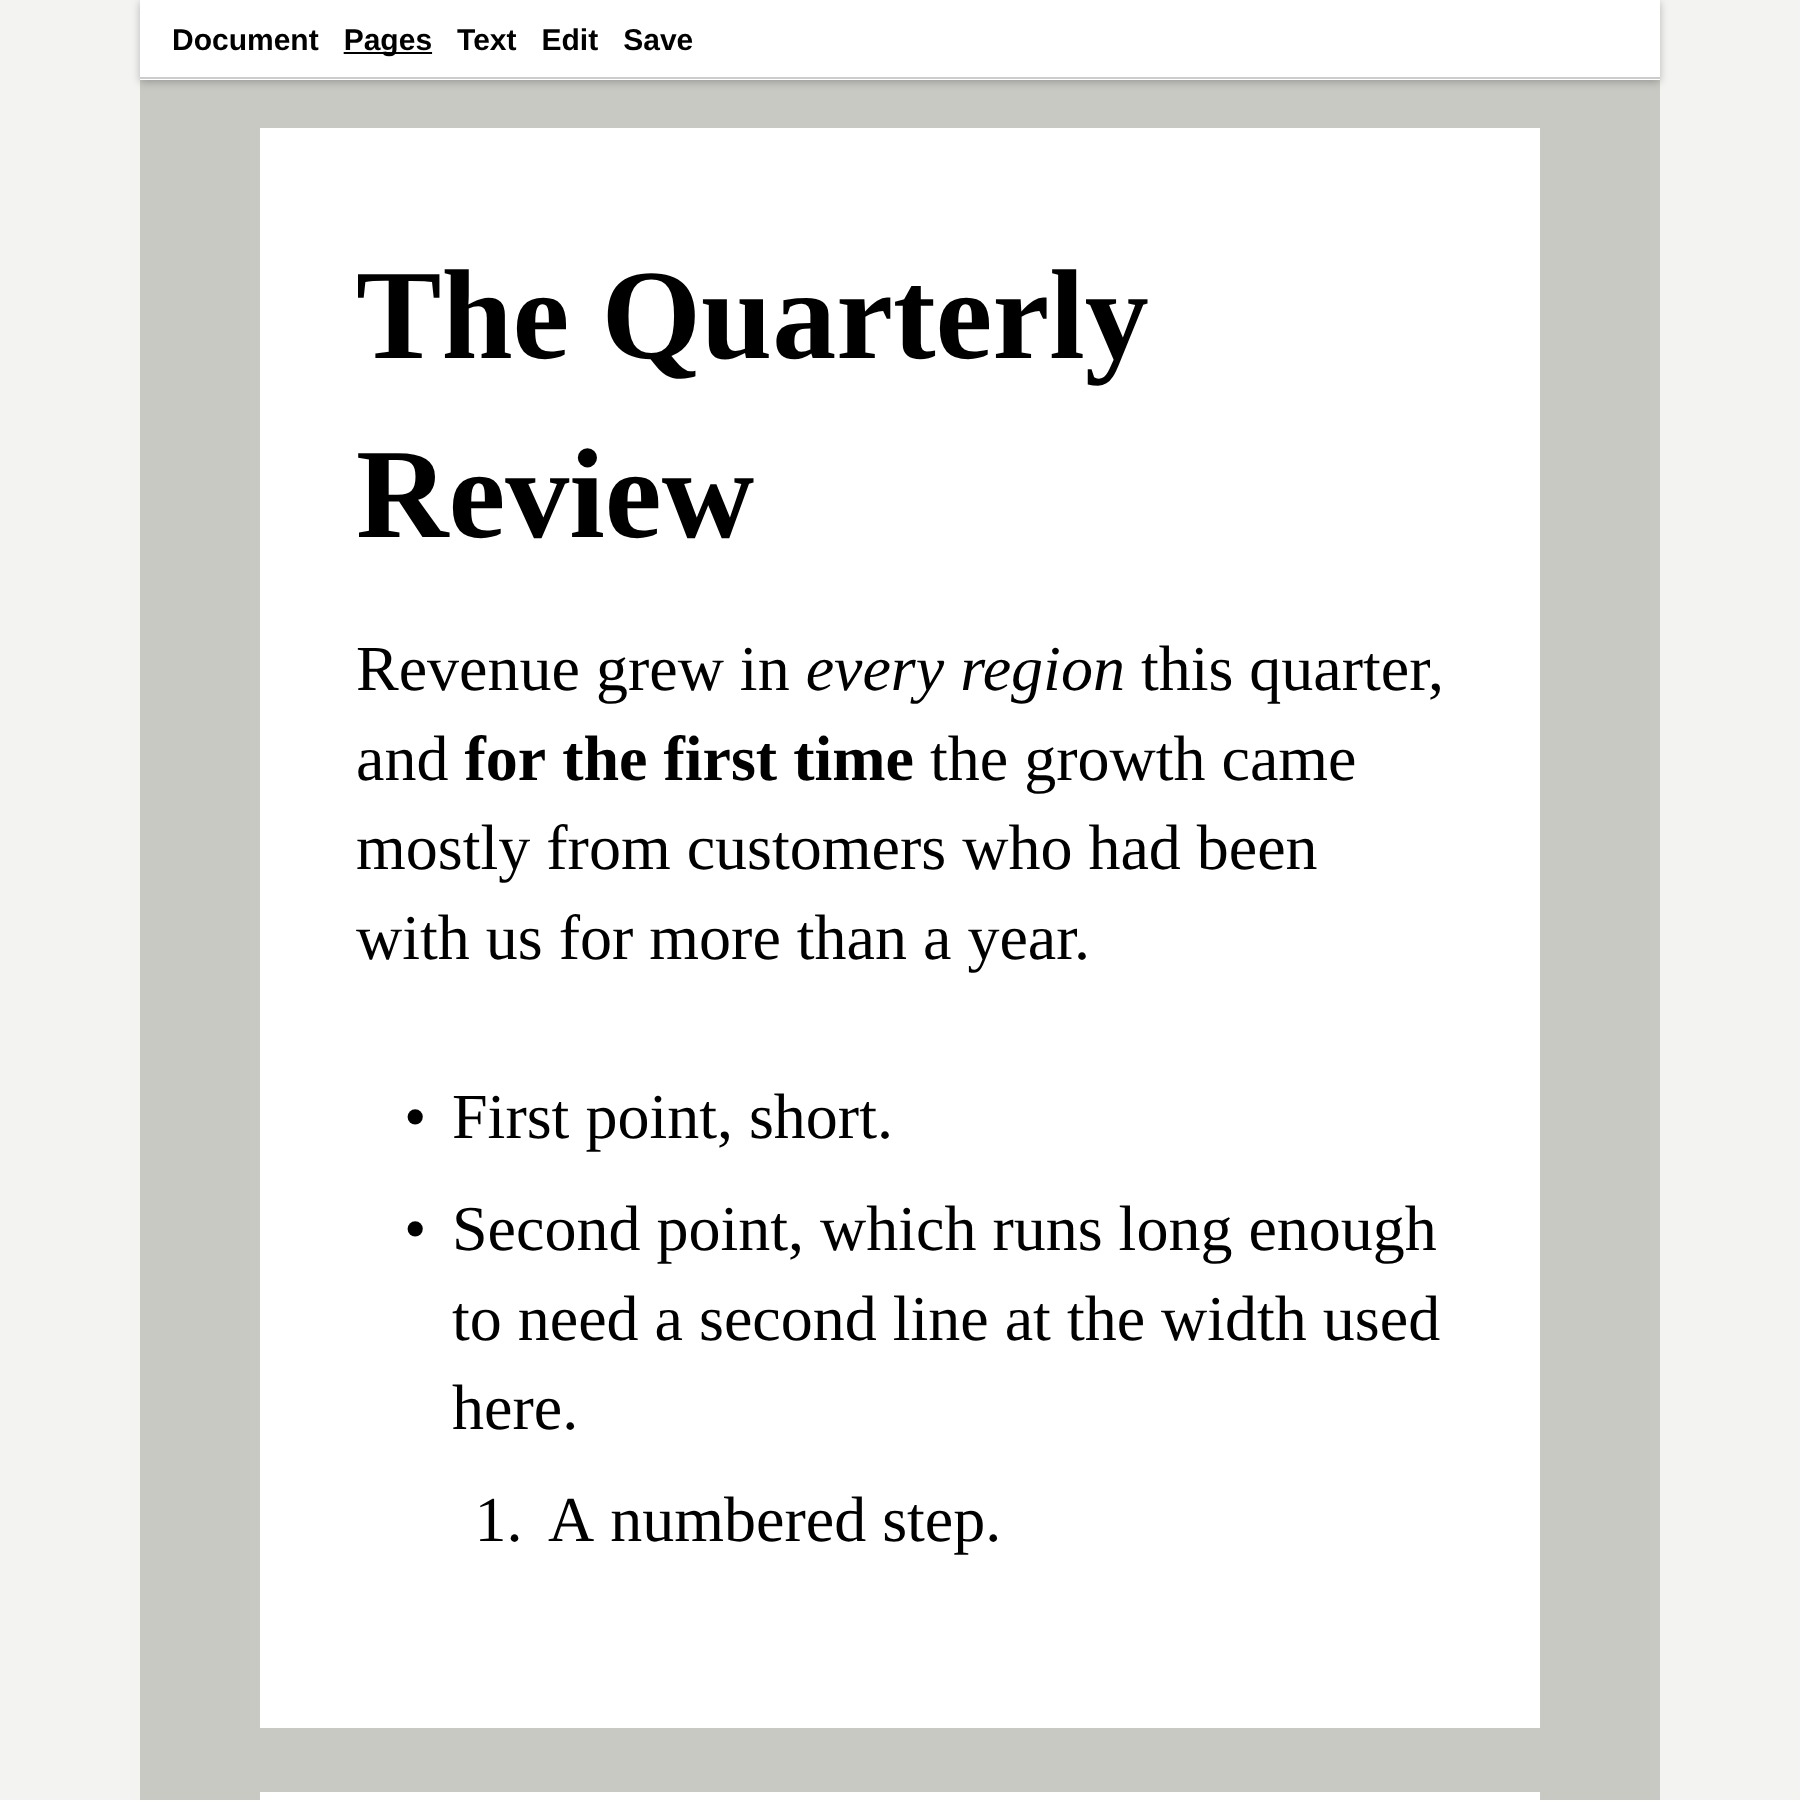 Document Pages Text Edit Save
The Quarterly
Review
Revenue grew in every region this quarter,
and for the first time the growth came
mostly from customers who had been
with us for more than a year.
• First point, short.
• Second point, which runs long enough
to need a second line at the width used
here.
1. A numbered step.